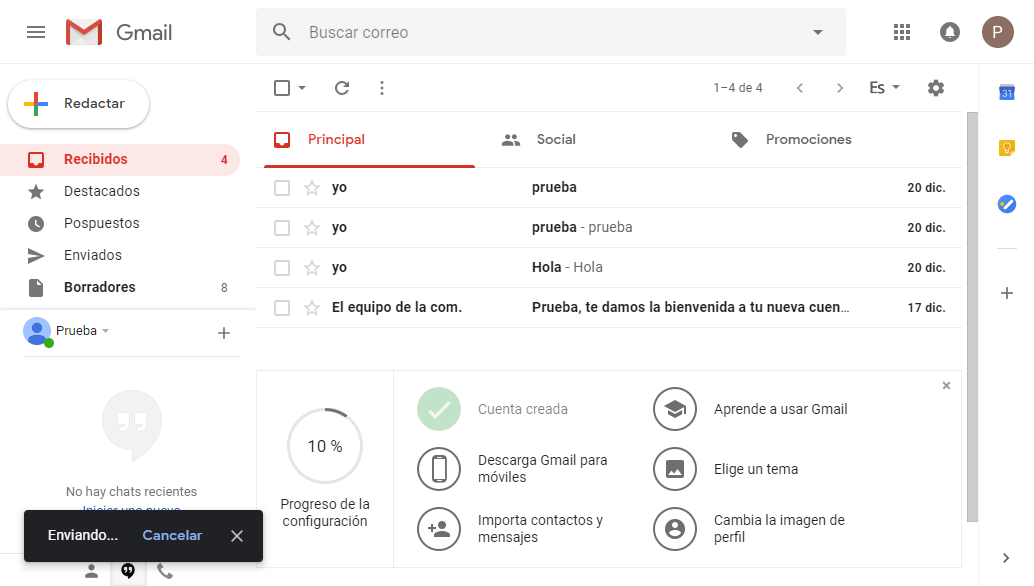 Gmail
Buscar correo
P
Redactar
1–4 de 4
Es
31
Recibidos 4
Destacados
Pospuestos
Enviados
Borradores 8
Prueba
No hay chats recientes
Enviando... Cancelar
Principal Social Promociones
yo prueba 20 dic.
yo prueba - prueba 20 dic.
yo Hola - Hola 20 dic.
El equipo de la com. Prueba, te damos la bienvenida a tu nueva cuen... 17 dic.
10 %
Progreso de la
configuración
Cuenta creada
Aprende a usar Gmail
Descarga Gmail para
móviles
Elige un tema
Importa contactos y
mensajes
Cambia la imagen de
perfil